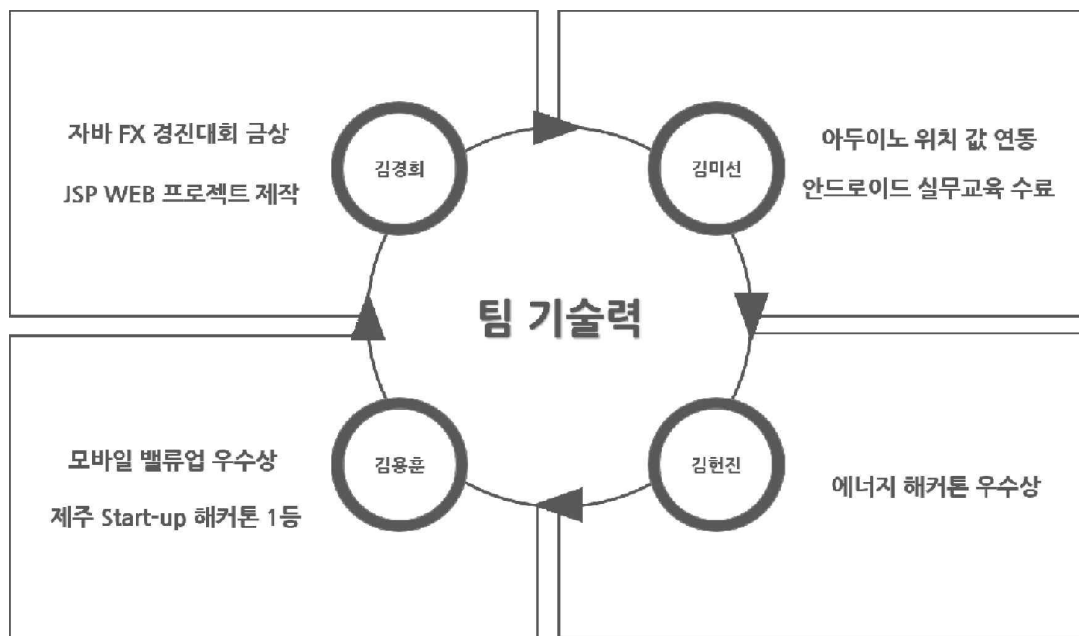 자바 FX 경진대회 금상
JSP WEB 프로젝트 제작
김경희
김미선
아두이노 위치 값 연동
안드로이드 실무교육 수료
팀 기술력
모바일 밸류업 우수상
제주 Start-up 해커톤 1등
김용훈
김헌진
에너지 해커톤 우수상